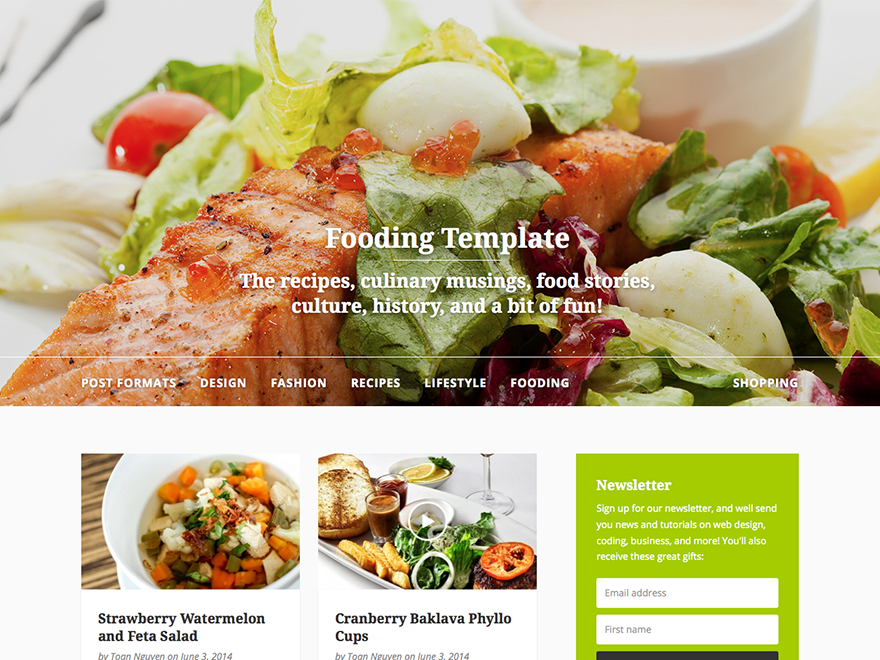 Fooding Template
The recipes, culinary musings, food stories,
culture, history, and a bit of fun!
POST FORMATS DESIGN FASHION RECIPES LIFESTYLE FOODING SHOPPING
Strawberry Watermelon
and Feta Salad
by Toan Nguyen on June 3, 2014
Cranberry Baklava Phyllo
Cups
by Toan Nguyen on June 3, 2014
Newsletter
Sign up for our newsletter, and well send
you news and tutorials on web design,
coding, business, and more! You'll also
receive these great gifts:
Email address
First name